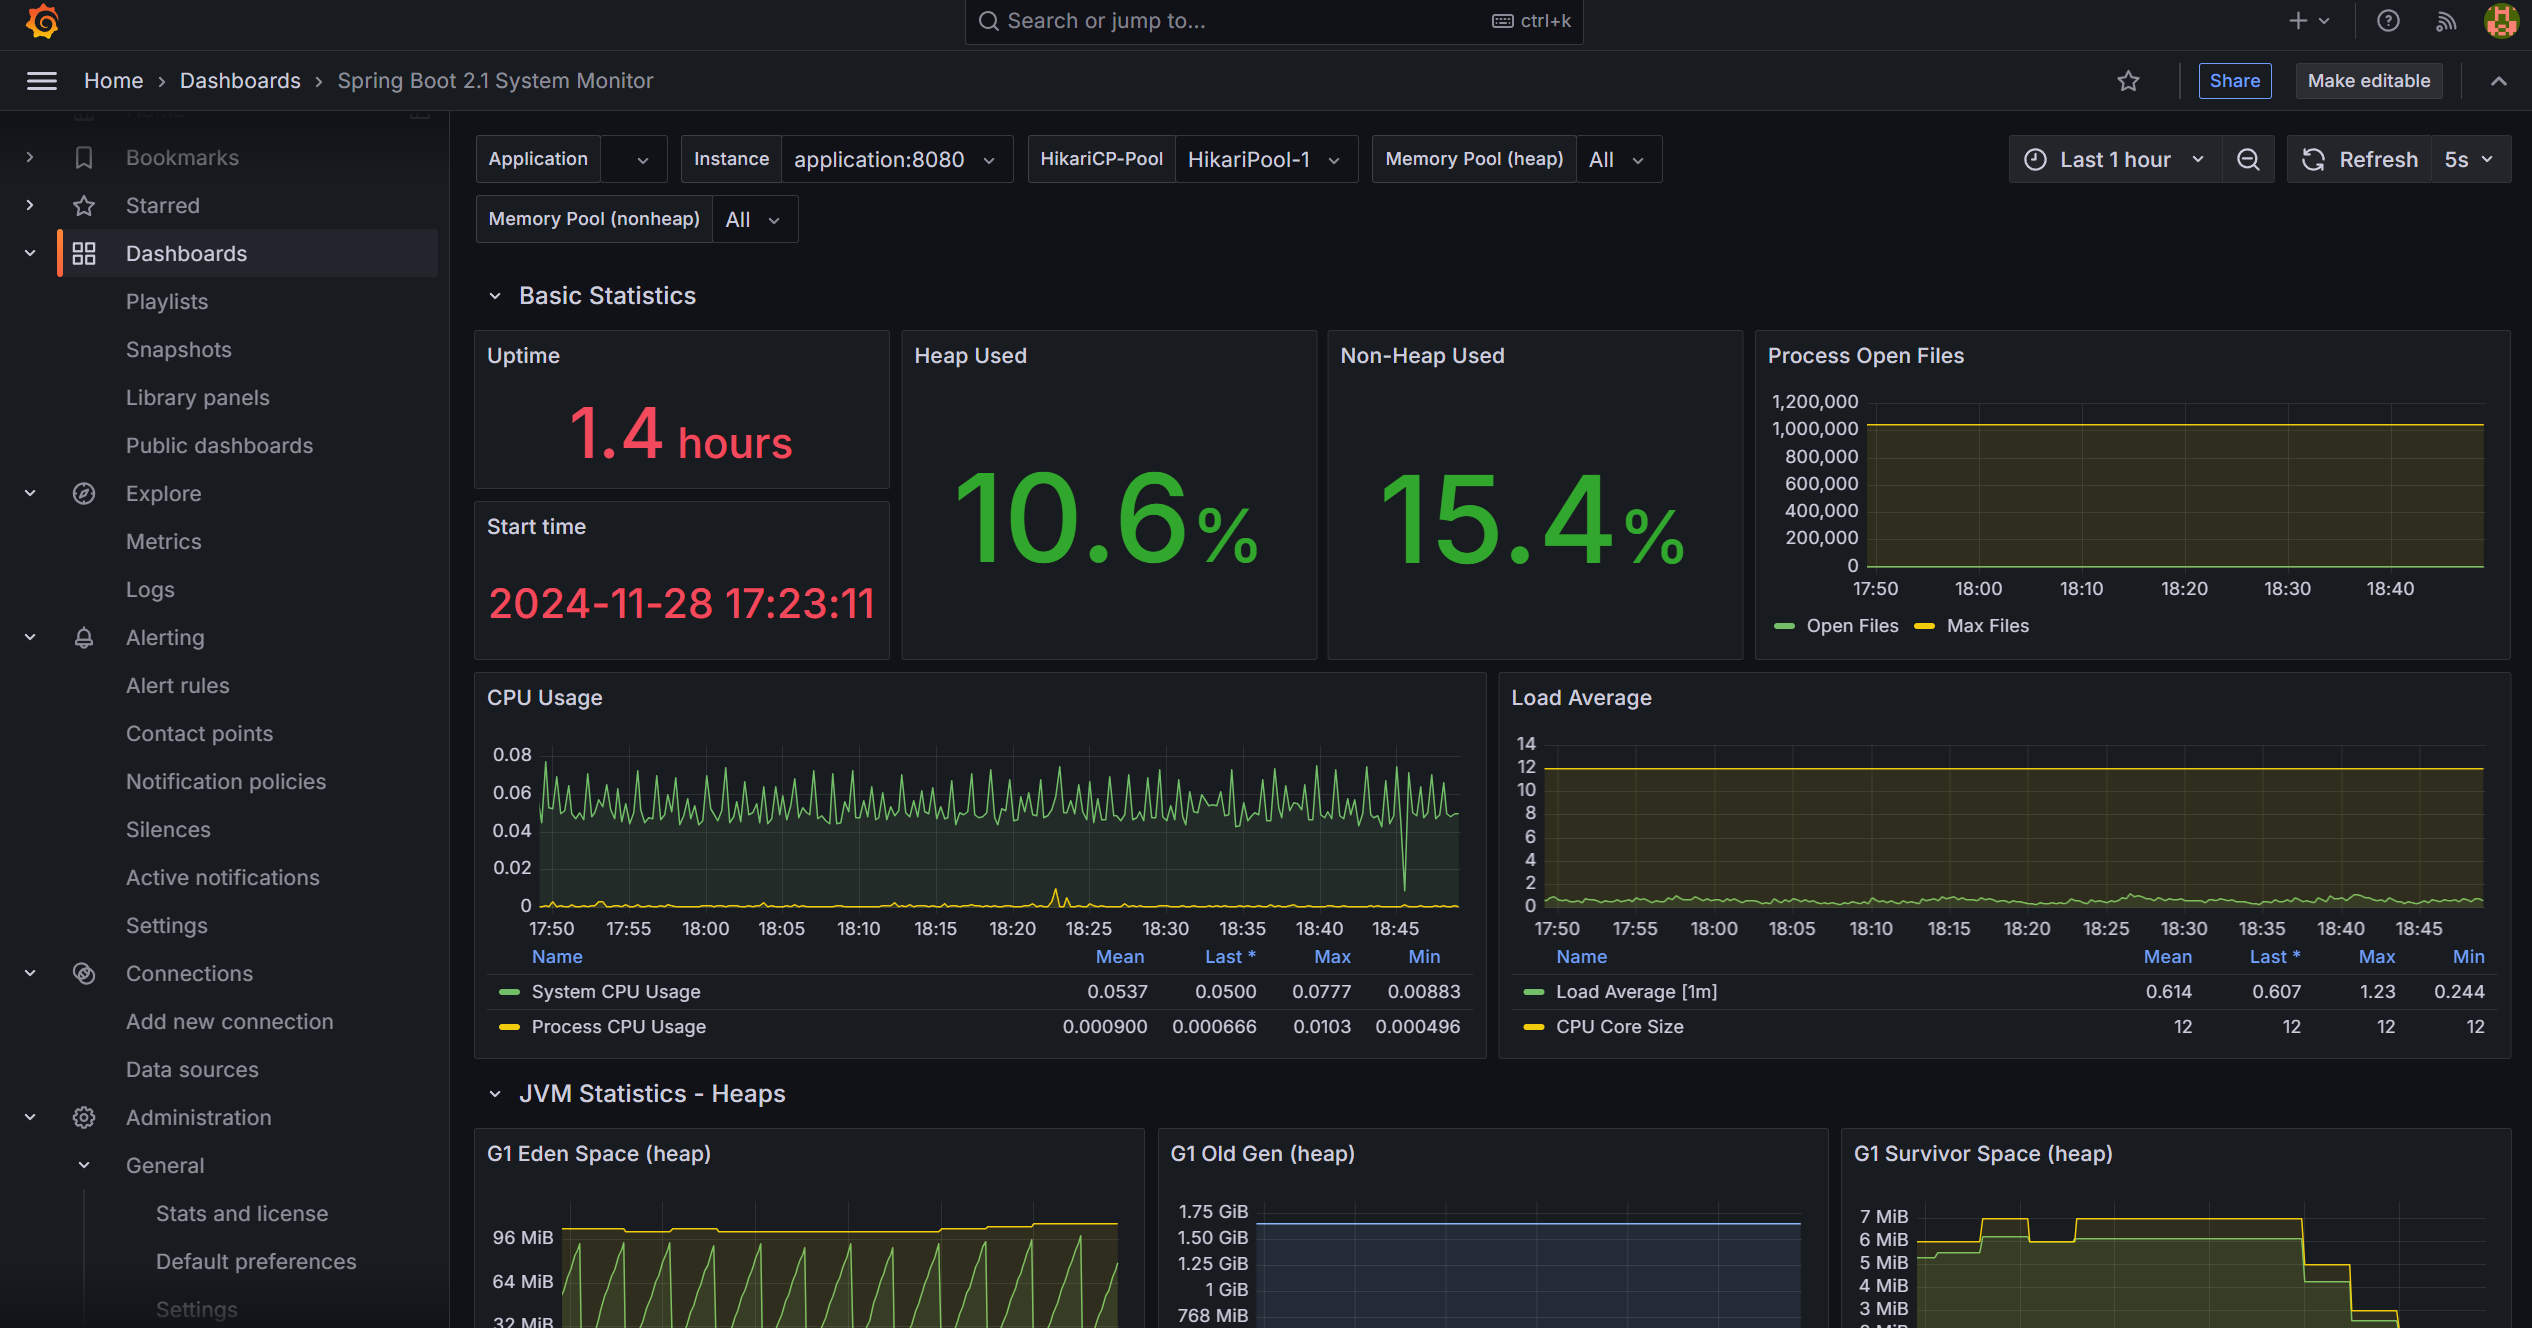 Search or jump to...
ctrl+k
Home › Dashboards › Spring Boot 2.1 System Monitor
Share
Make editable
Bookmarks
Starred
Dashboards
Playlists
Snapshots
Library panels
Public dashboards
Explore
Metrics
Logs
Alerting
Alert rules
Contact points
Notification policies
Silences
Active notifications
Settings
Connections
Add new connection
Data sources
Administration
General
Stats and license
Default preferences
Settings
Application
Instance application:8080
HikariCP-Pool HikariPool-1
Memory Pool (heap) All
Last 1 hour
Refresh 5s
Memory Pool (nonheap) All
Basic Statistics
Uptime
1.4 hours
Start time
2024-11-28 17:23:11
Heap Used
10.6%
Non-Heap Used
15.4%
Process Open Files
1,200,000
1,000,000
800,000
600,000
400,000
200,000
0
17:50 18:00 18:10 18:20 18:30 18:40
Open Files Max Files
CPU Usage
0.08
0.06
0.04
0.02
0
17:50 17:55 18:00 18:05 18:10 18:15 18:20 18:25 18:30 18:35 18:40 18:45
Name Mean Last * Max Min
System CPU Usage 0.0537 0.0500 0.0777 0.00883
Process CPU Usage 0.000900 0.000666 0.0103 0.000496
Load Average
14
12
10
8
6
4
2
0
17:50 17:55 18:00 18:05 18:10 18:15 18:20 18:25 18:30 18:35 18:40 18:45
Name Mean Last * Max Min
Load Average [1m] 0.614 0.607 1.23 0.244
CPU Core Size 12 12 12 12
JVM Statistics - Heaps
G1 Eden Space (heap)
96 MiB
64 MiB
32 MiB
G1 Old Gen (heap)
1.75 GiB
1.50 GiB
1.25 GiB
1 GiB
768 MiB
G1 Survivor Space (heap)
7 MiB
6 MiB
5 MiB
4 MiB
3 MiB